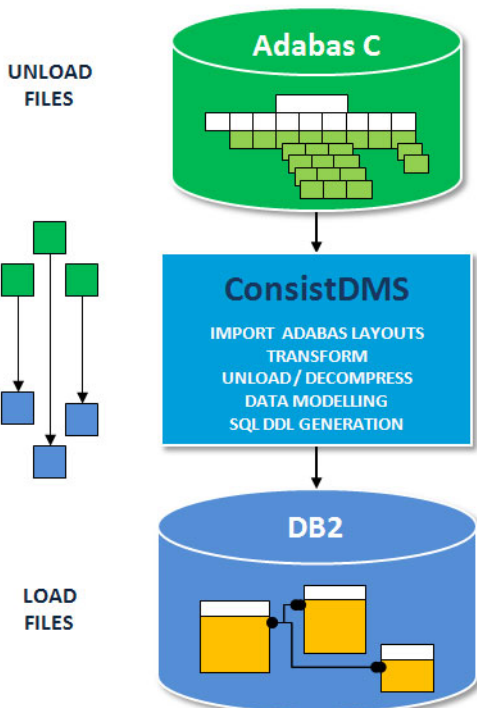 Adabas C
UNLOAD
FILES
ConsistDMS
IMPORT ADABAS LAYOUTS
TRANSFORM
UNLOAD / DECOMPRESS
DATA MODELLING
SQL DDL GENERATION
DB2
LOAD
FILES